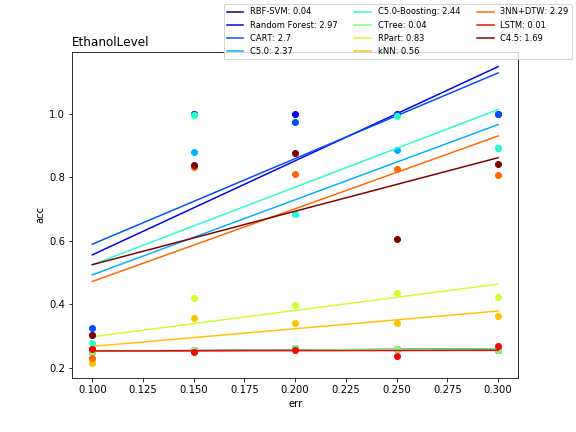 RBF-SVM: 0.04 C5.0-Boosting: 2.44 3NN+DTW: 2.29
Random Forest: 2.97 CTree: 0.04 LSTM: 0.01
CART: 2.7 RPart: 0.83 C4.5: 1.69
C5.0: 2.37 kNN: 0.56
EthanolLevel
1.0
0.8
acc
0.6
0.4
0.2
0.100 0.125 0.150 0.175 0.200 0.225 0.250 0.275 0.300
err